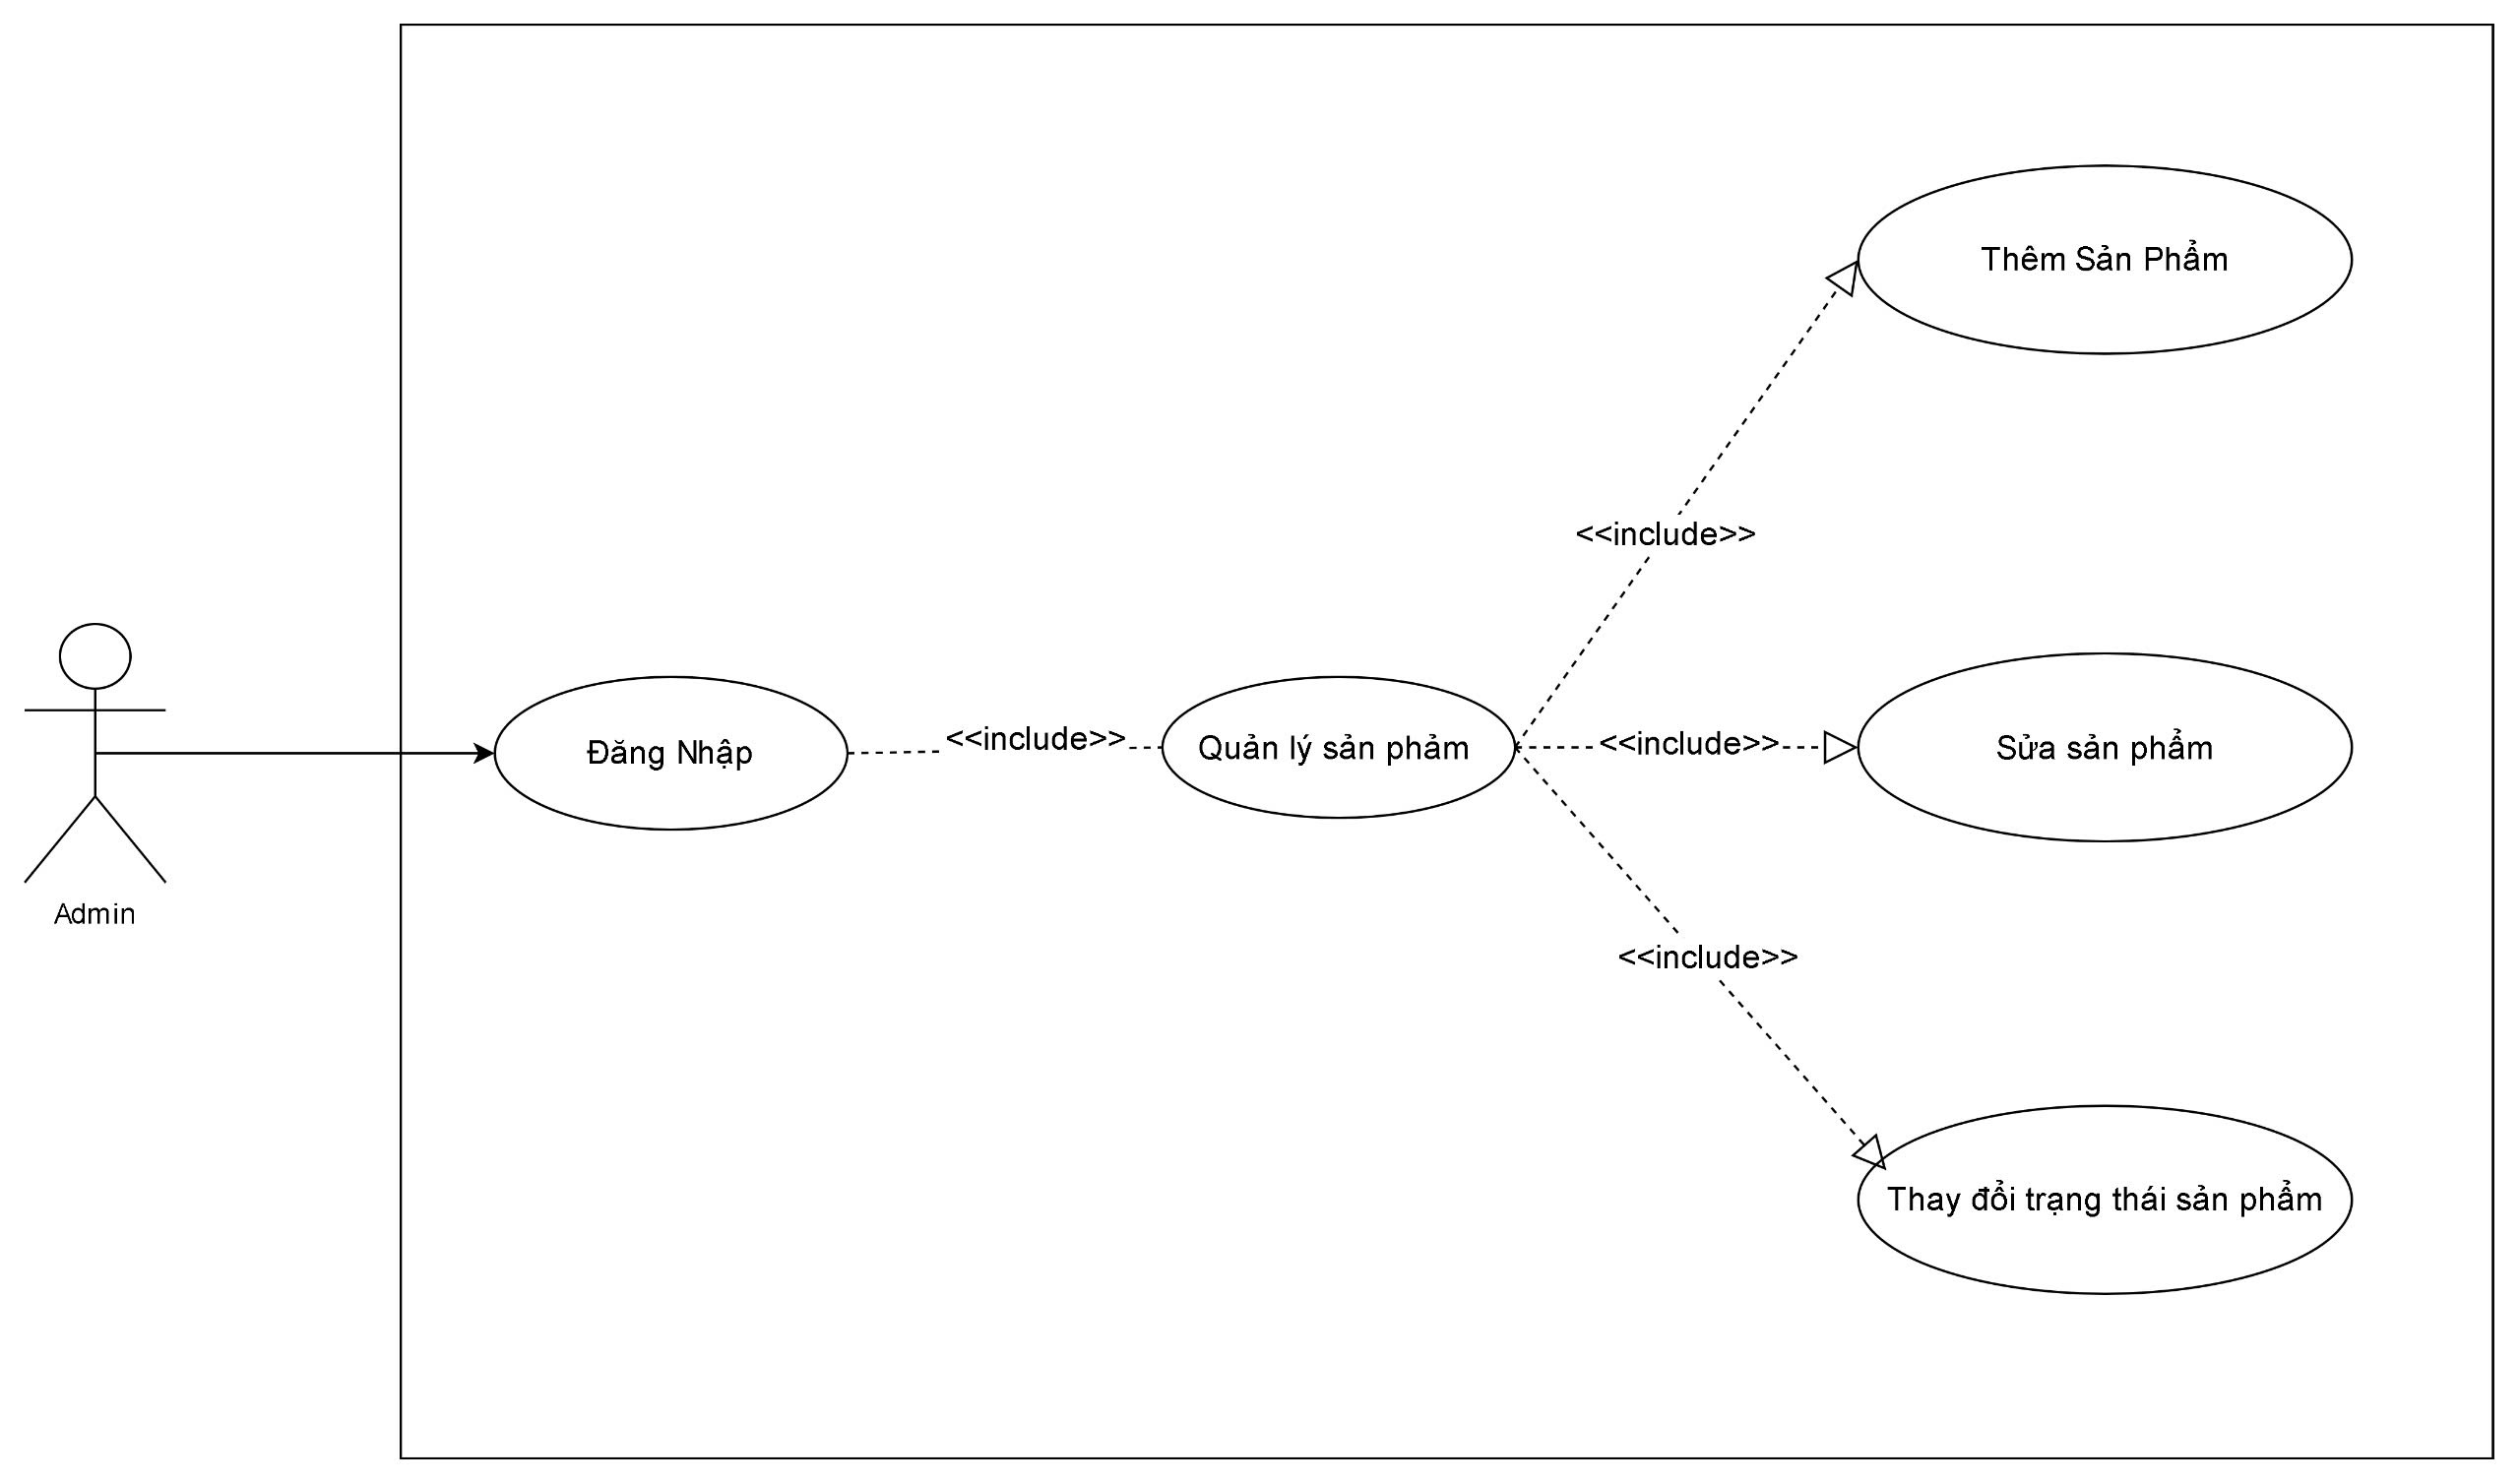 Thêm Sản Phẩm
<<include>>
Đăng Nhập
<<include>>
Quản lý sản phảm
<<include>>
Sửa sản phẩm
Admin
<<include>>
Thay đổi trạng thái sản phẩm